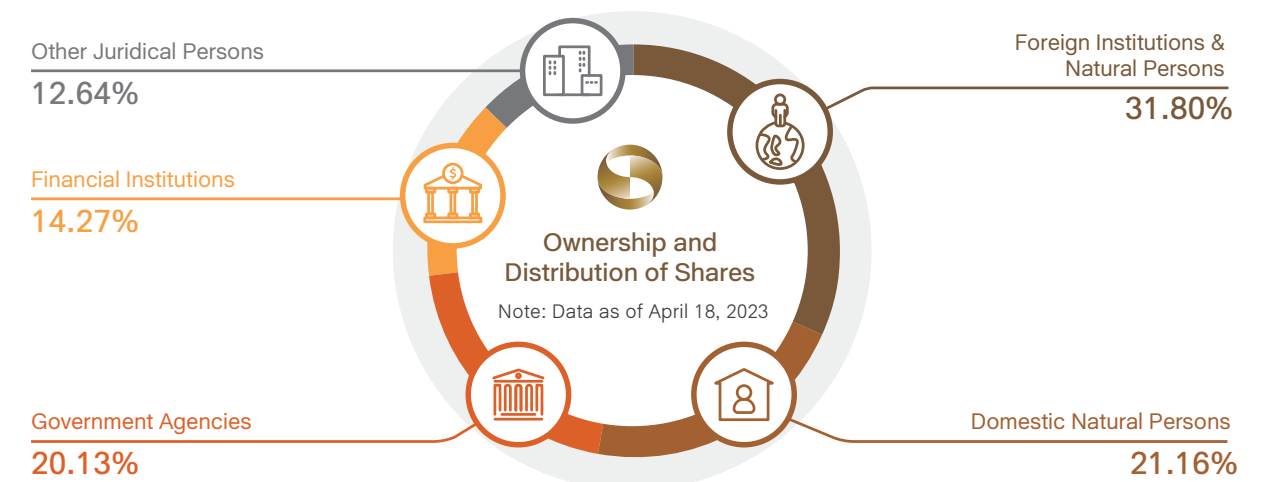 Other Juridical Persons
12.64%
Financial Institutions
14.27%
Government Agencies
20.13%
$
Ownership and
Distribution of Shares
Note: Data as of April 18, 2023
Foreign Institutions &
Natural Persons
31.80%
Domestic Natural Persons
21.16%